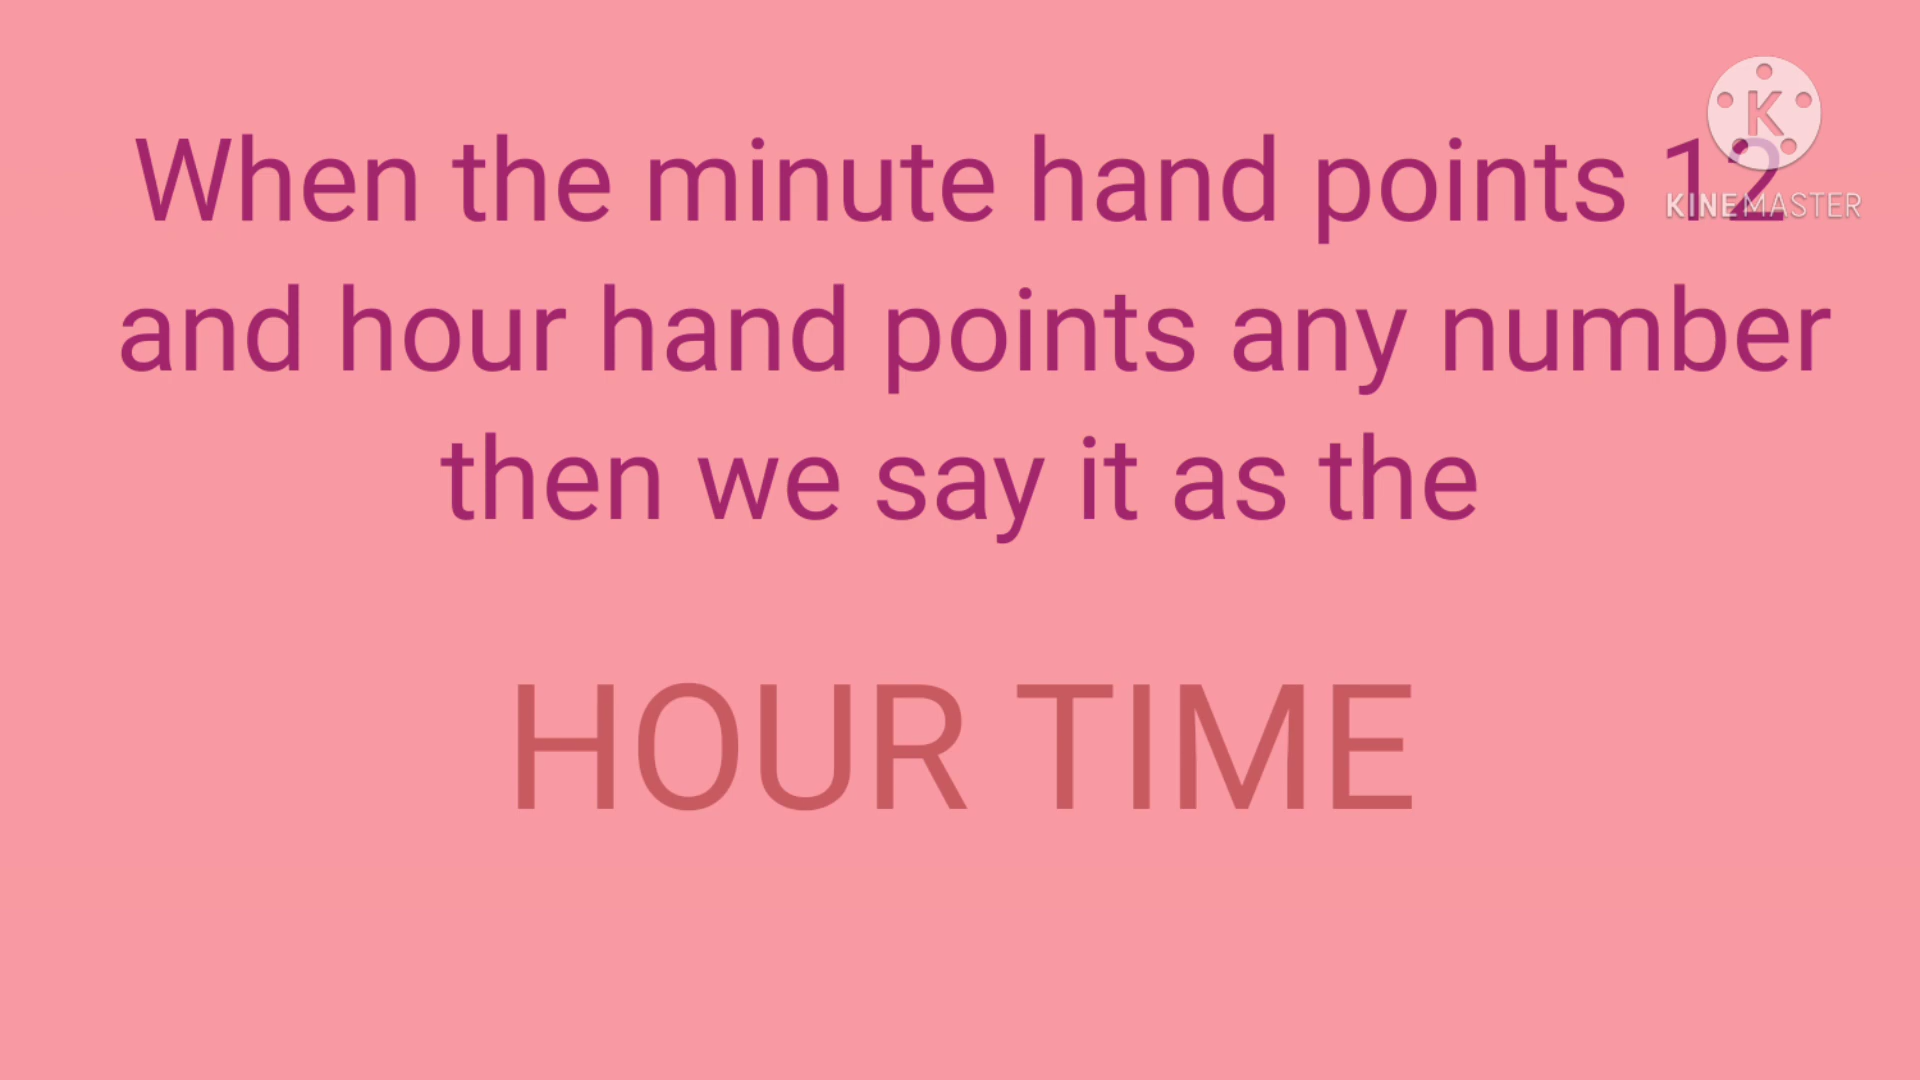 When the minute hand points 12
and hour hand points any number
then we say it as the
HOUR TIME
K
KINEMASTER